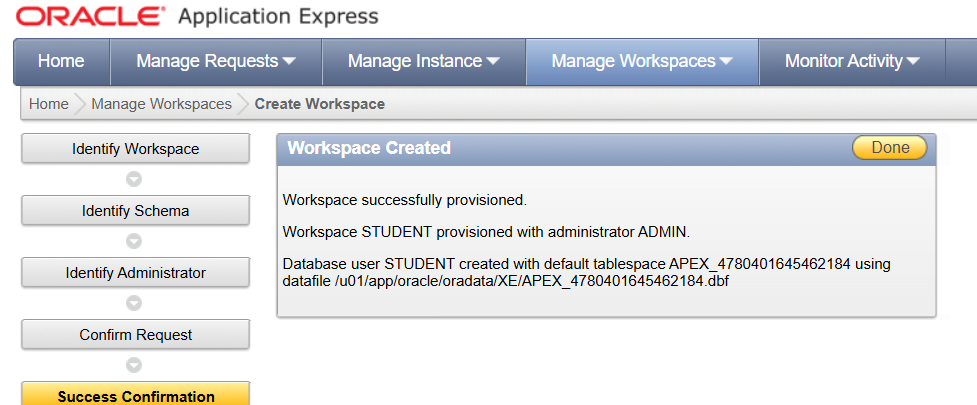 ORACLE Application Express
Home Manage Requests Manage Instance Manage Workspaces Monitor Activity
Home Manage Workspaces Create Workspace
Identify Workspace
Identify Schema
Identify Administrator
Confirm Request
Success Confirmation
Workspace Created Done
Workspace successfully provisioned.
Workspace STUDENT provisioned with administrator ADMIN.
Database user STUDENT created with default tablespace APEX_4780401645462184 using
datafile /u01/app/oracle/oradata/XE/APEX_4780401645462184.dbf